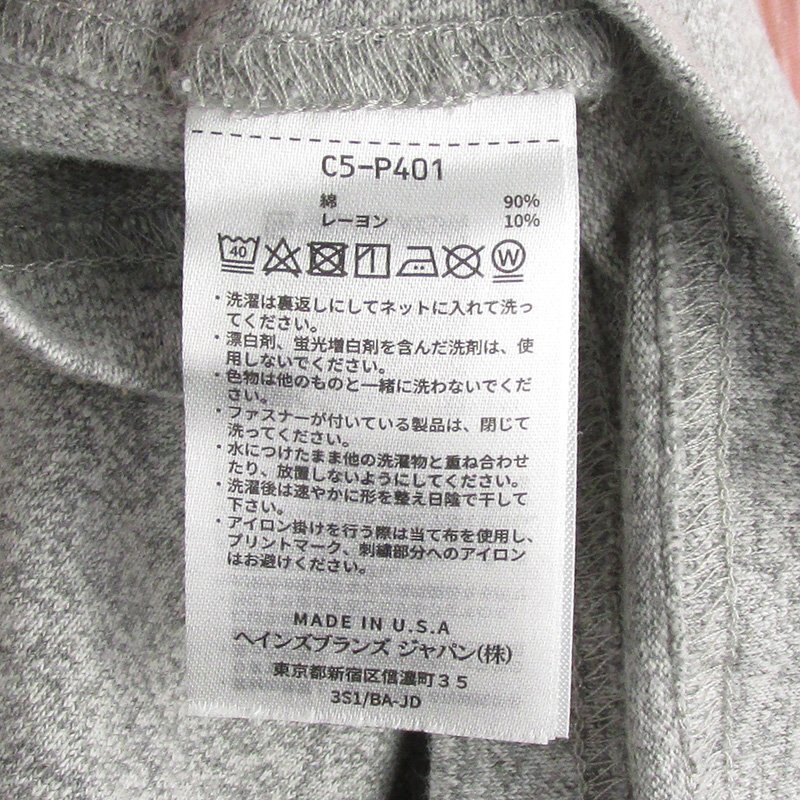 C5-P401
綿 90%
レーヨン 10%
40 W
・洗濯は裏返しにしてネットに入れて洗っ
てください。
・漂白剤、蛍光増白剤を含んだ洗剤は、使
用しないでください。
・色物は他のものと一緒に洗わないでくだ
さい。
・ファスナーが付いている製品は、閉じて
洗ってください。
・水につけたまま他の洗濯物と重ね合わせ
たり、放置しないようにしてください。
・洗濯後は速やかに形を整え日陰で干して
下さい。
・アイロン掛けを行う際は当て布を使用し、
プリントマーク、刺繍部分へのアイロン
はお避けください。
MADE IN U.S.A
ヘインズブランズ ジャパン(株)
東京都新宿区信濃町35
3S1/BA-JD